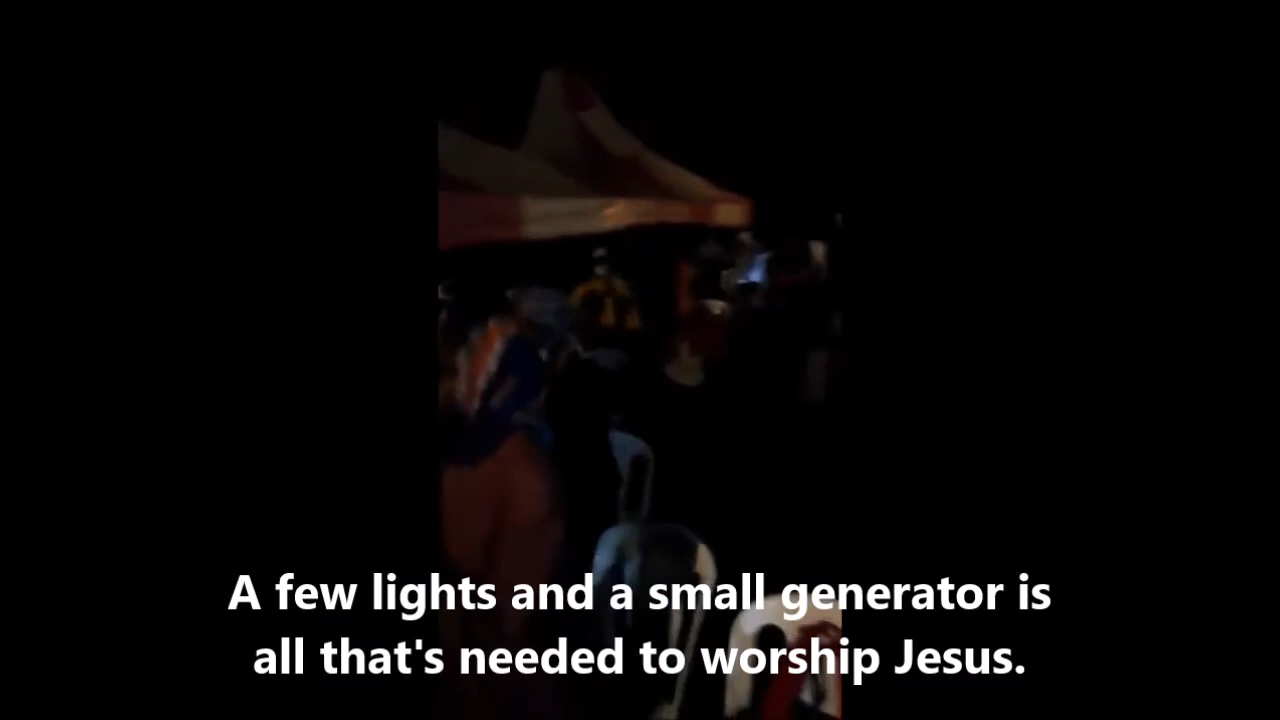 A few lights and a small generator is
all that's needed to worship Jesus.